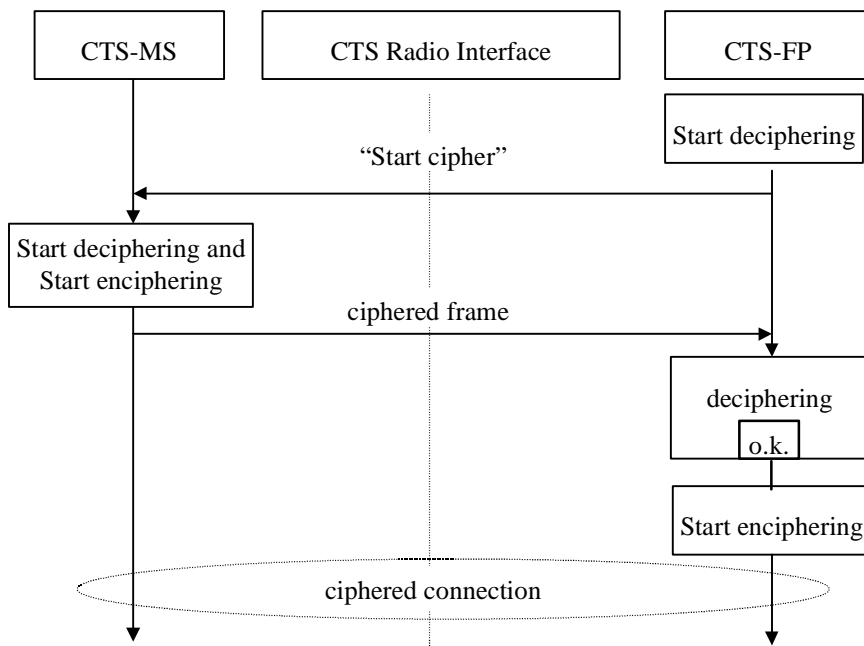 CTS-MS
CTS Radio Interface
CTS-FP
Start deciphering
“Start cipher”
Start deciphering and
Start enciphering
ciphered frame
deciphering
o.k.
Start enciphering
ciphered connection